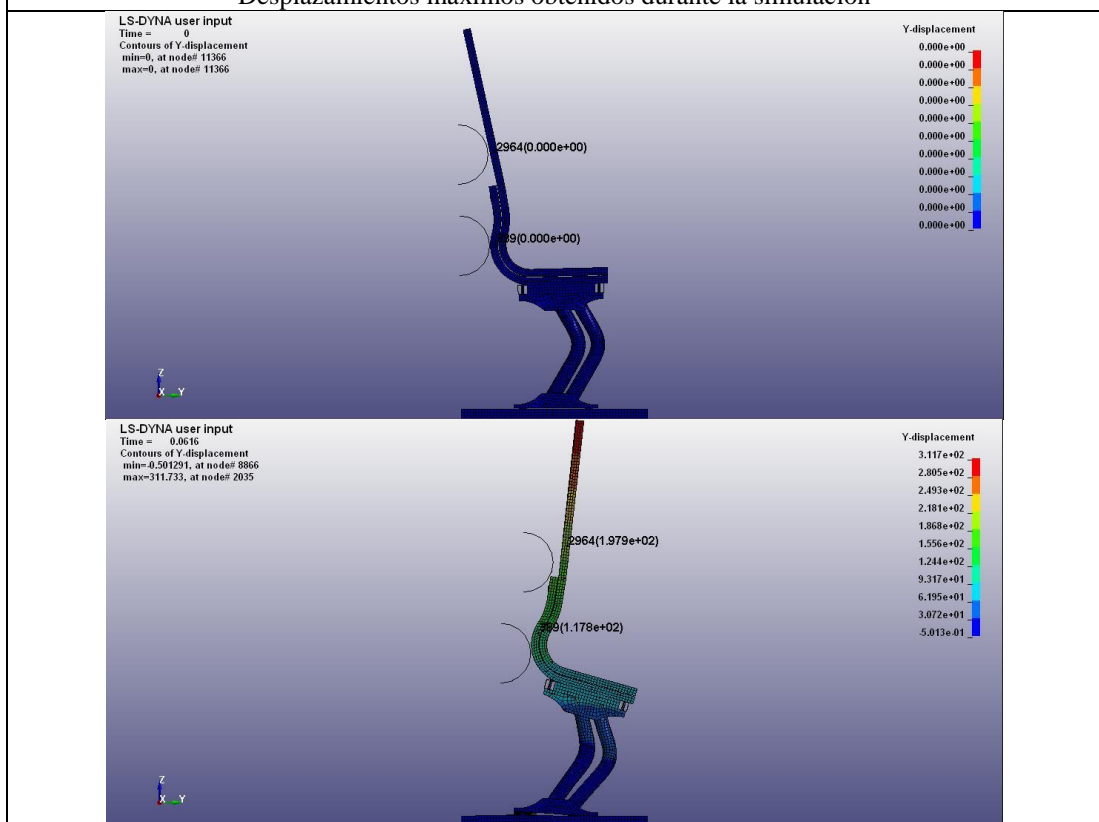 Desplazamientos máximos obtenidos durante la simulación
LS-DYNA user input
Time = 0
Contours of Y-displacement
min=0, at node# 11366
max=0, at node# 11366
Y-displacement
0.000e+00
0.000e+00
0.000e+00
0.000e+00
0.000e+00
0.000e+00
0.000e+00
0.000e+00
0.000e+00
0.000e+00
0.000e+00
2964(0.000e+00)
389(0.000e+00)
Z
X Y
LS-DYNA user input
Time = 0.0616
Contours of Y-displacement
min=-0.501291, at node# 8866
max=311.733, at node# 2035
Y-displacement
3.117e+02
2.805e+02
2.493e+02
2.181e+02
1.868e+02
1.556e+02
1.244e+02
9.317e+01
6.195e+01
3.072e+01
-5.013e-01
2964(1.979e+02)
389(1.178e+02)
Z
X Y